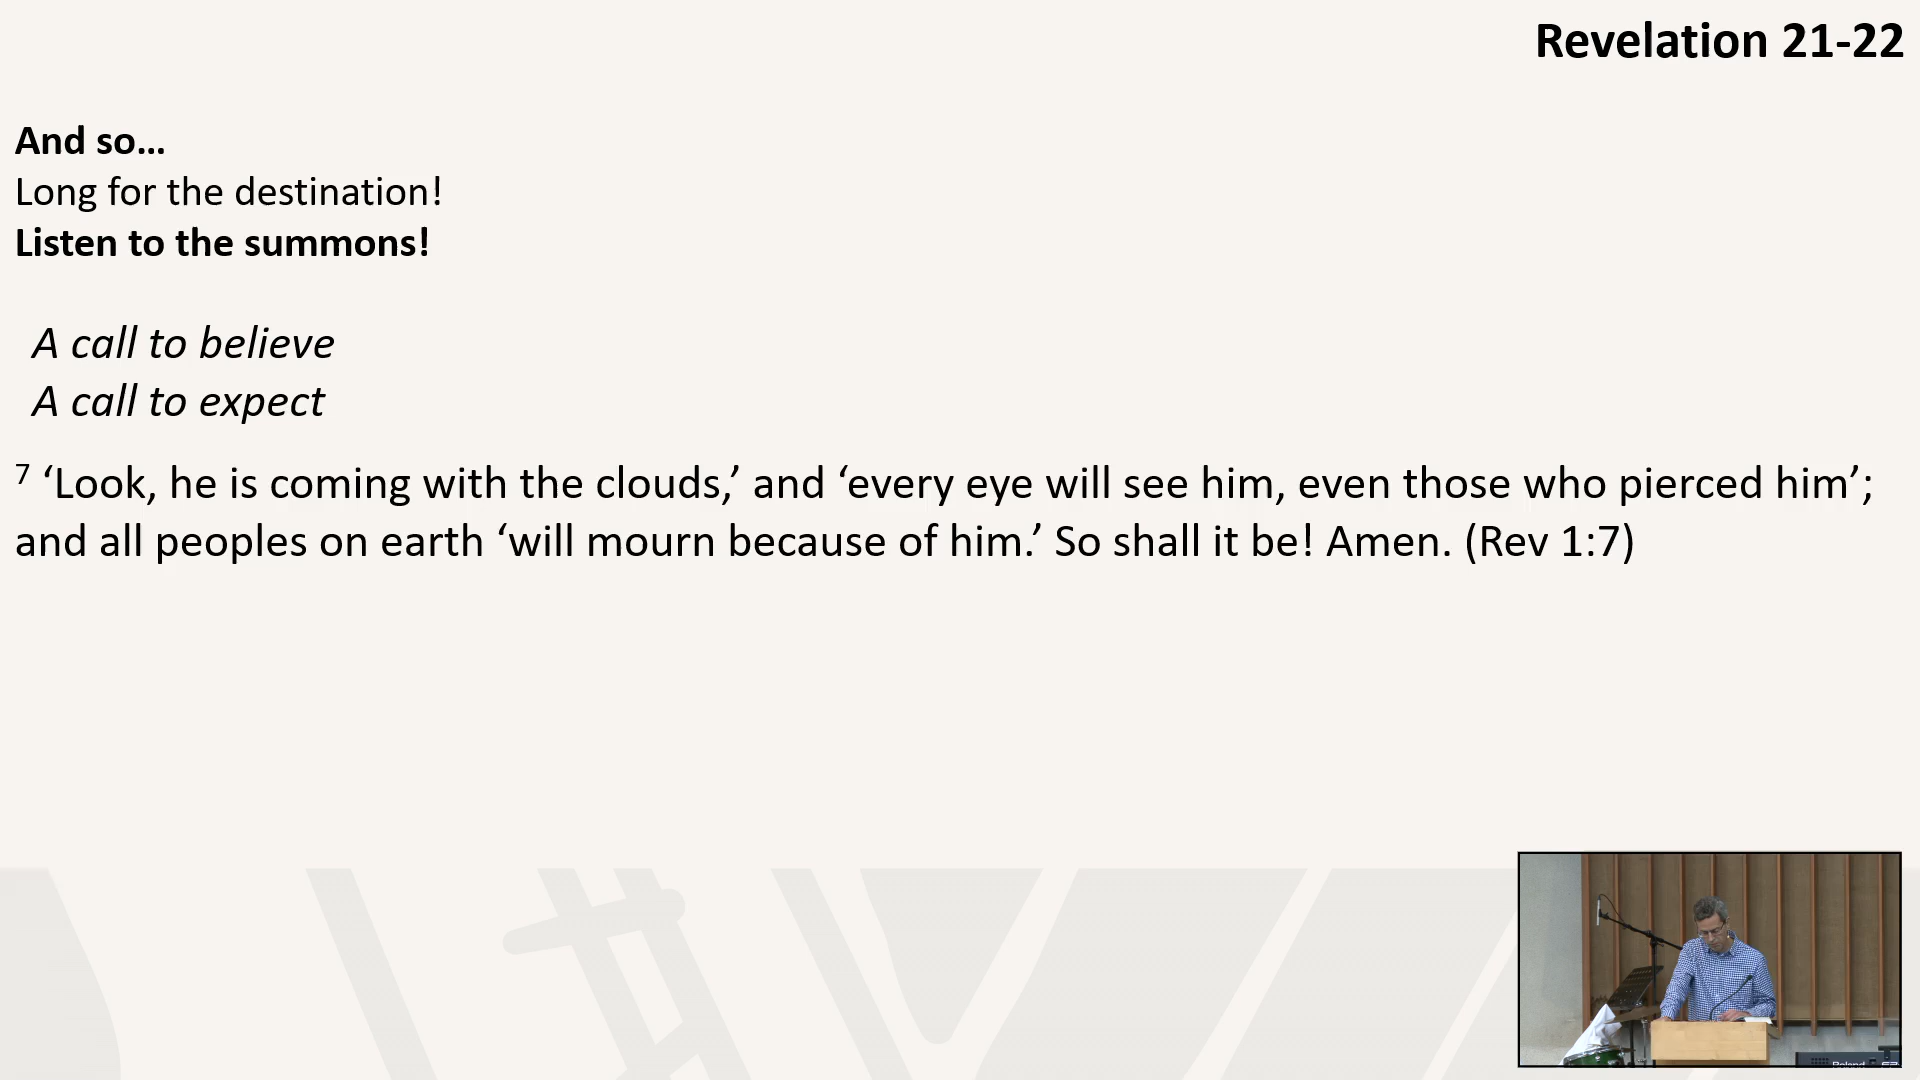 Revelation 21-22
And so…
Long for the destination!
Listen to the summons!
A call to believe
A call to expect
7 ‘Look, he is coming with the clouds,’ and ‘every eye will see him, even those who pierced him’;
and all peoples on earth ‘will mourn because of him.’ So shall it be! Amen. (Rev 1:7)
Roland